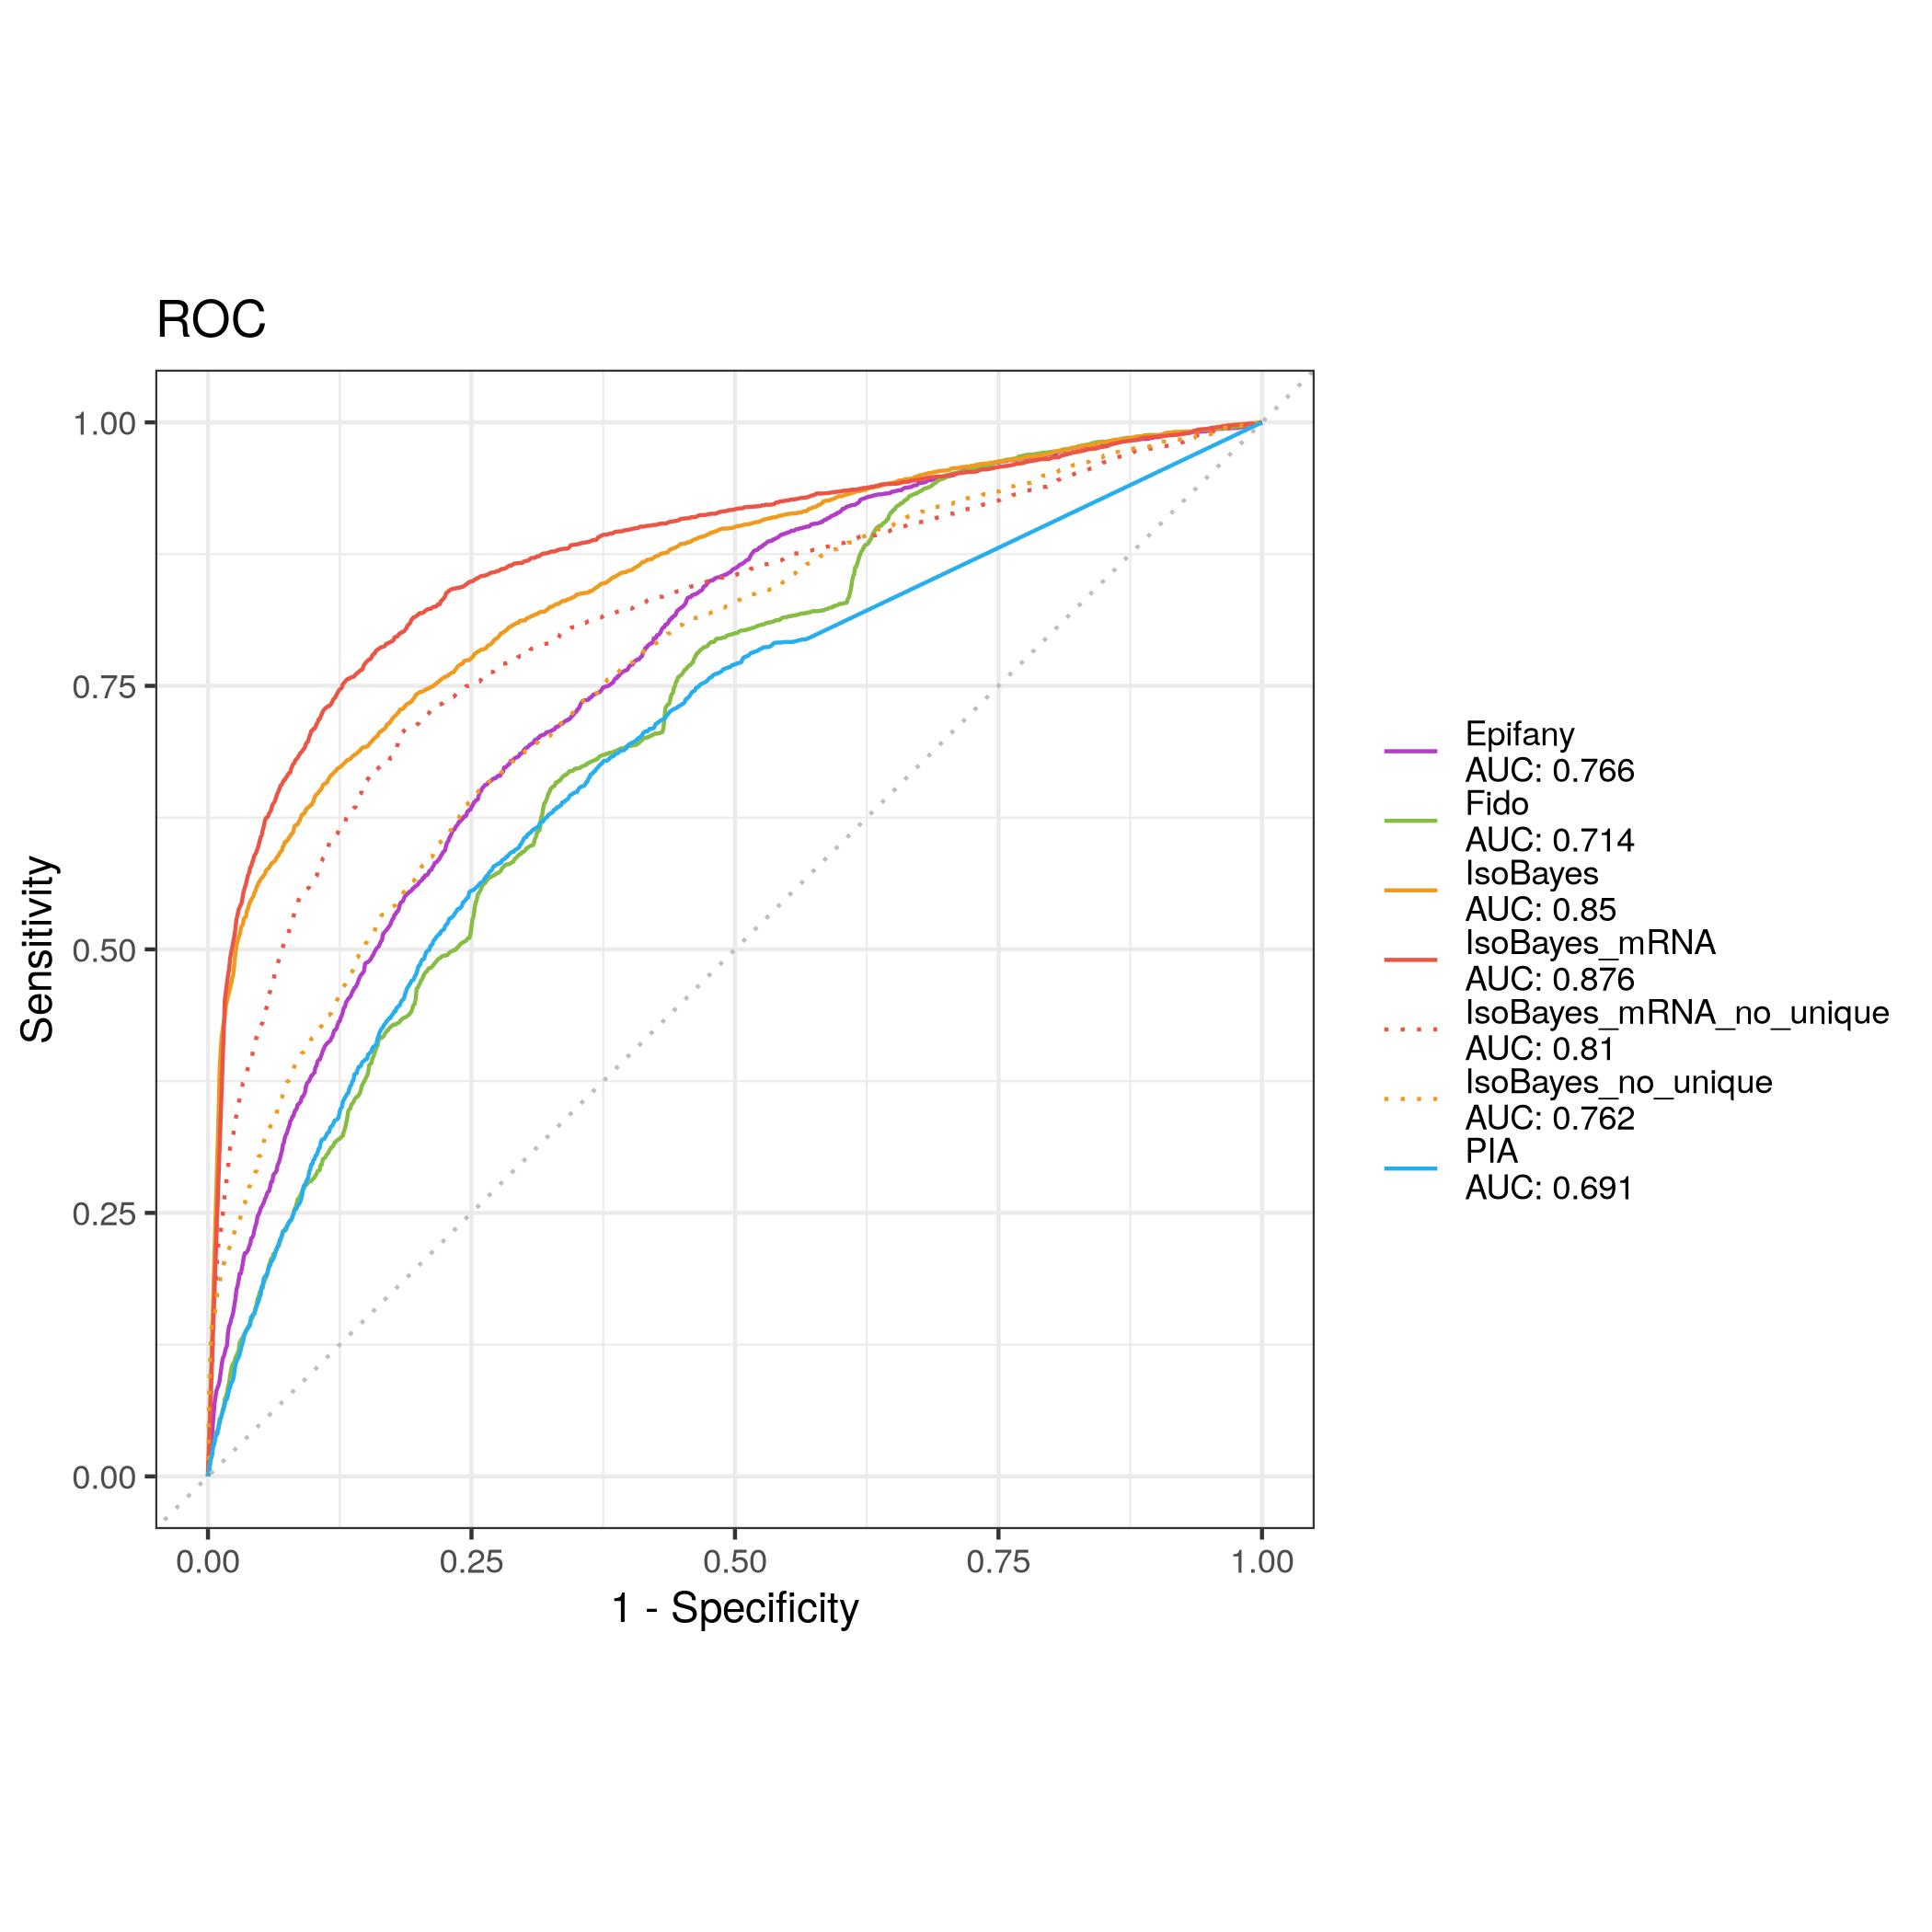 ROC
1.00
0.75
0.50
0.25
0.00
Sensitivity
0.00 0.25 0.50 0.75 1.00
1 - Specificity
Epifany
AUC: 0.766
Fido
AUC: 0.714
IsoBayes
AUC: 0.85
IsoBayes_mRNA
AUC: 0.876
IsoBayes_mRNA_no_unique
AUC: 0.81
IsoBayes_no_unique
AUC: 0.762
PIA
AUC: 0.691